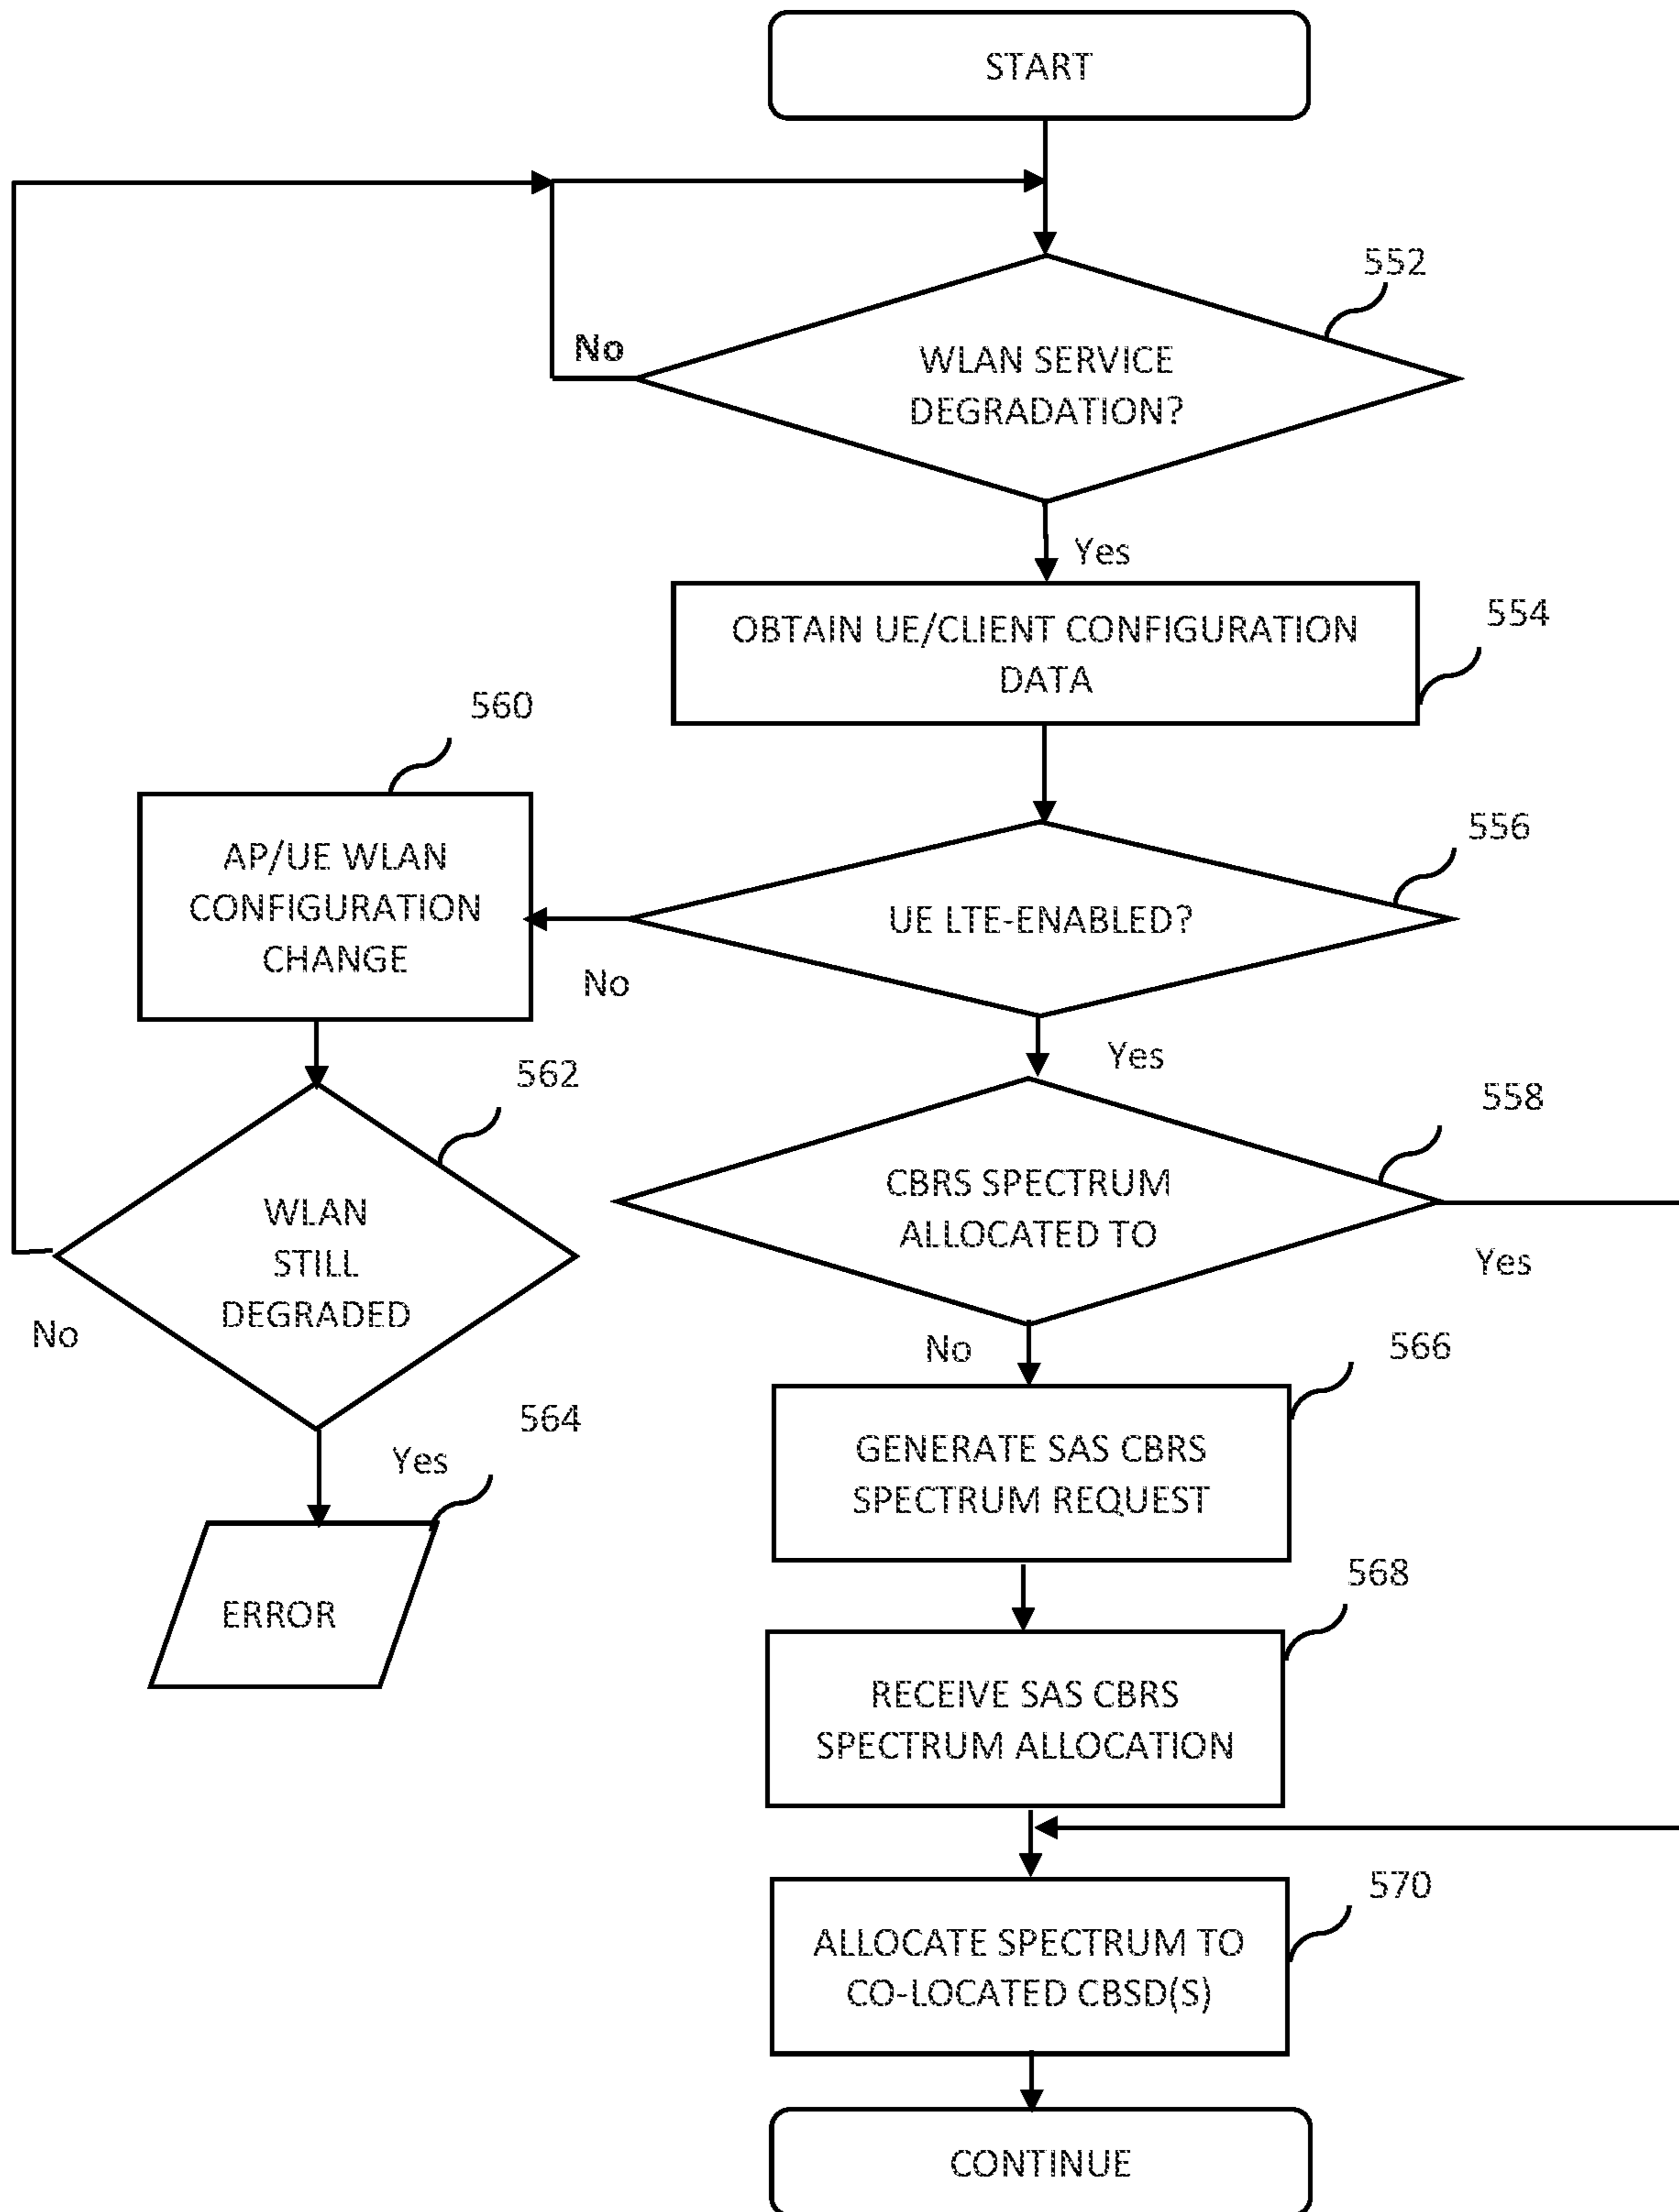 START
552
No
WLAN SERVICE
DEGRADATION?
Yes
554
OBTAIN UE/CLIENT CONFIGURATION
DATA
560
AP/UE WLAN
CONFIGURATION
CHANGE
556
UE LTE-ENABLED?
No
Yes
562
558
WLAN
STILL
DEGRADED
CBRS SPECTRUM
ALLOCATED TO
Yes
No
No
566
564
Yes
GENERATE SAS CBRS
SPECTRUM REQUEST
568
ERROR
RECEIVE SAS CBRS
SPECTRUM ALLOCATION
570
ALLOCATE SPECTRUM TO
CO-LOCATED CBSD(S)
CONTINUE